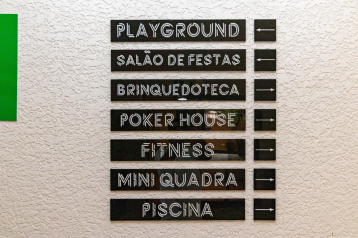 PLAYGROUND ←
SALÃO DE FESTAS ←
BRINQUEDOTECA →
POKER HOUSE →
FITNESS →
MINI QUADRA →
PISCINA →